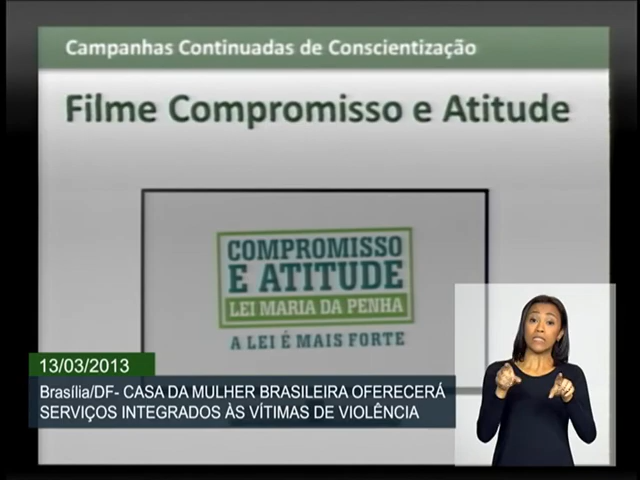 Campanhas Continuadas de Conscientização
Filme Compromisso e Atitude
COMPROMISSO
E ATITUDE
LEI MARIA DA PENHA
A LEI É MAIS FORTE
13/03/2013
Brasília/DF- CASA DA MULHER BRASILEIRA OFERECERÁ
SERVIÇOS INTEGRADOS ÀS VÍTIMAS DE VIOLÊNCIA